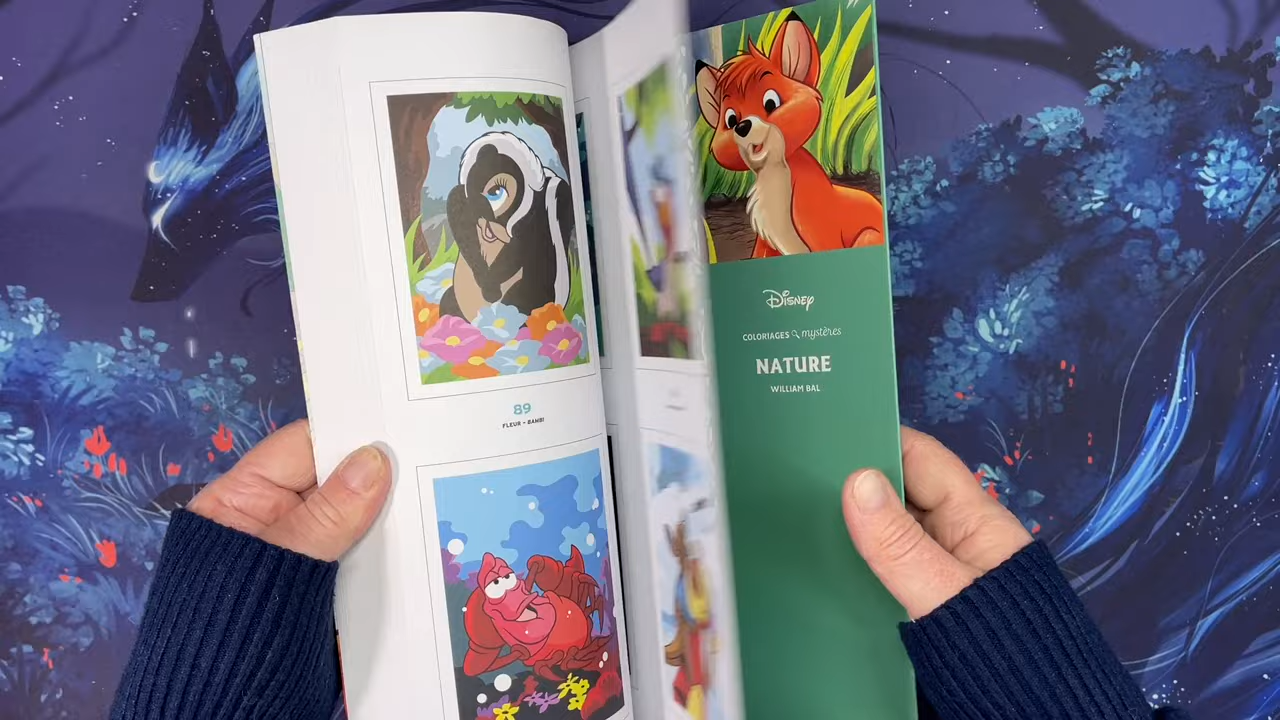 89
FLEUR - BAMBI
DISNEY
COLORIAGES mystères
NATURE
WILLIAM BAL